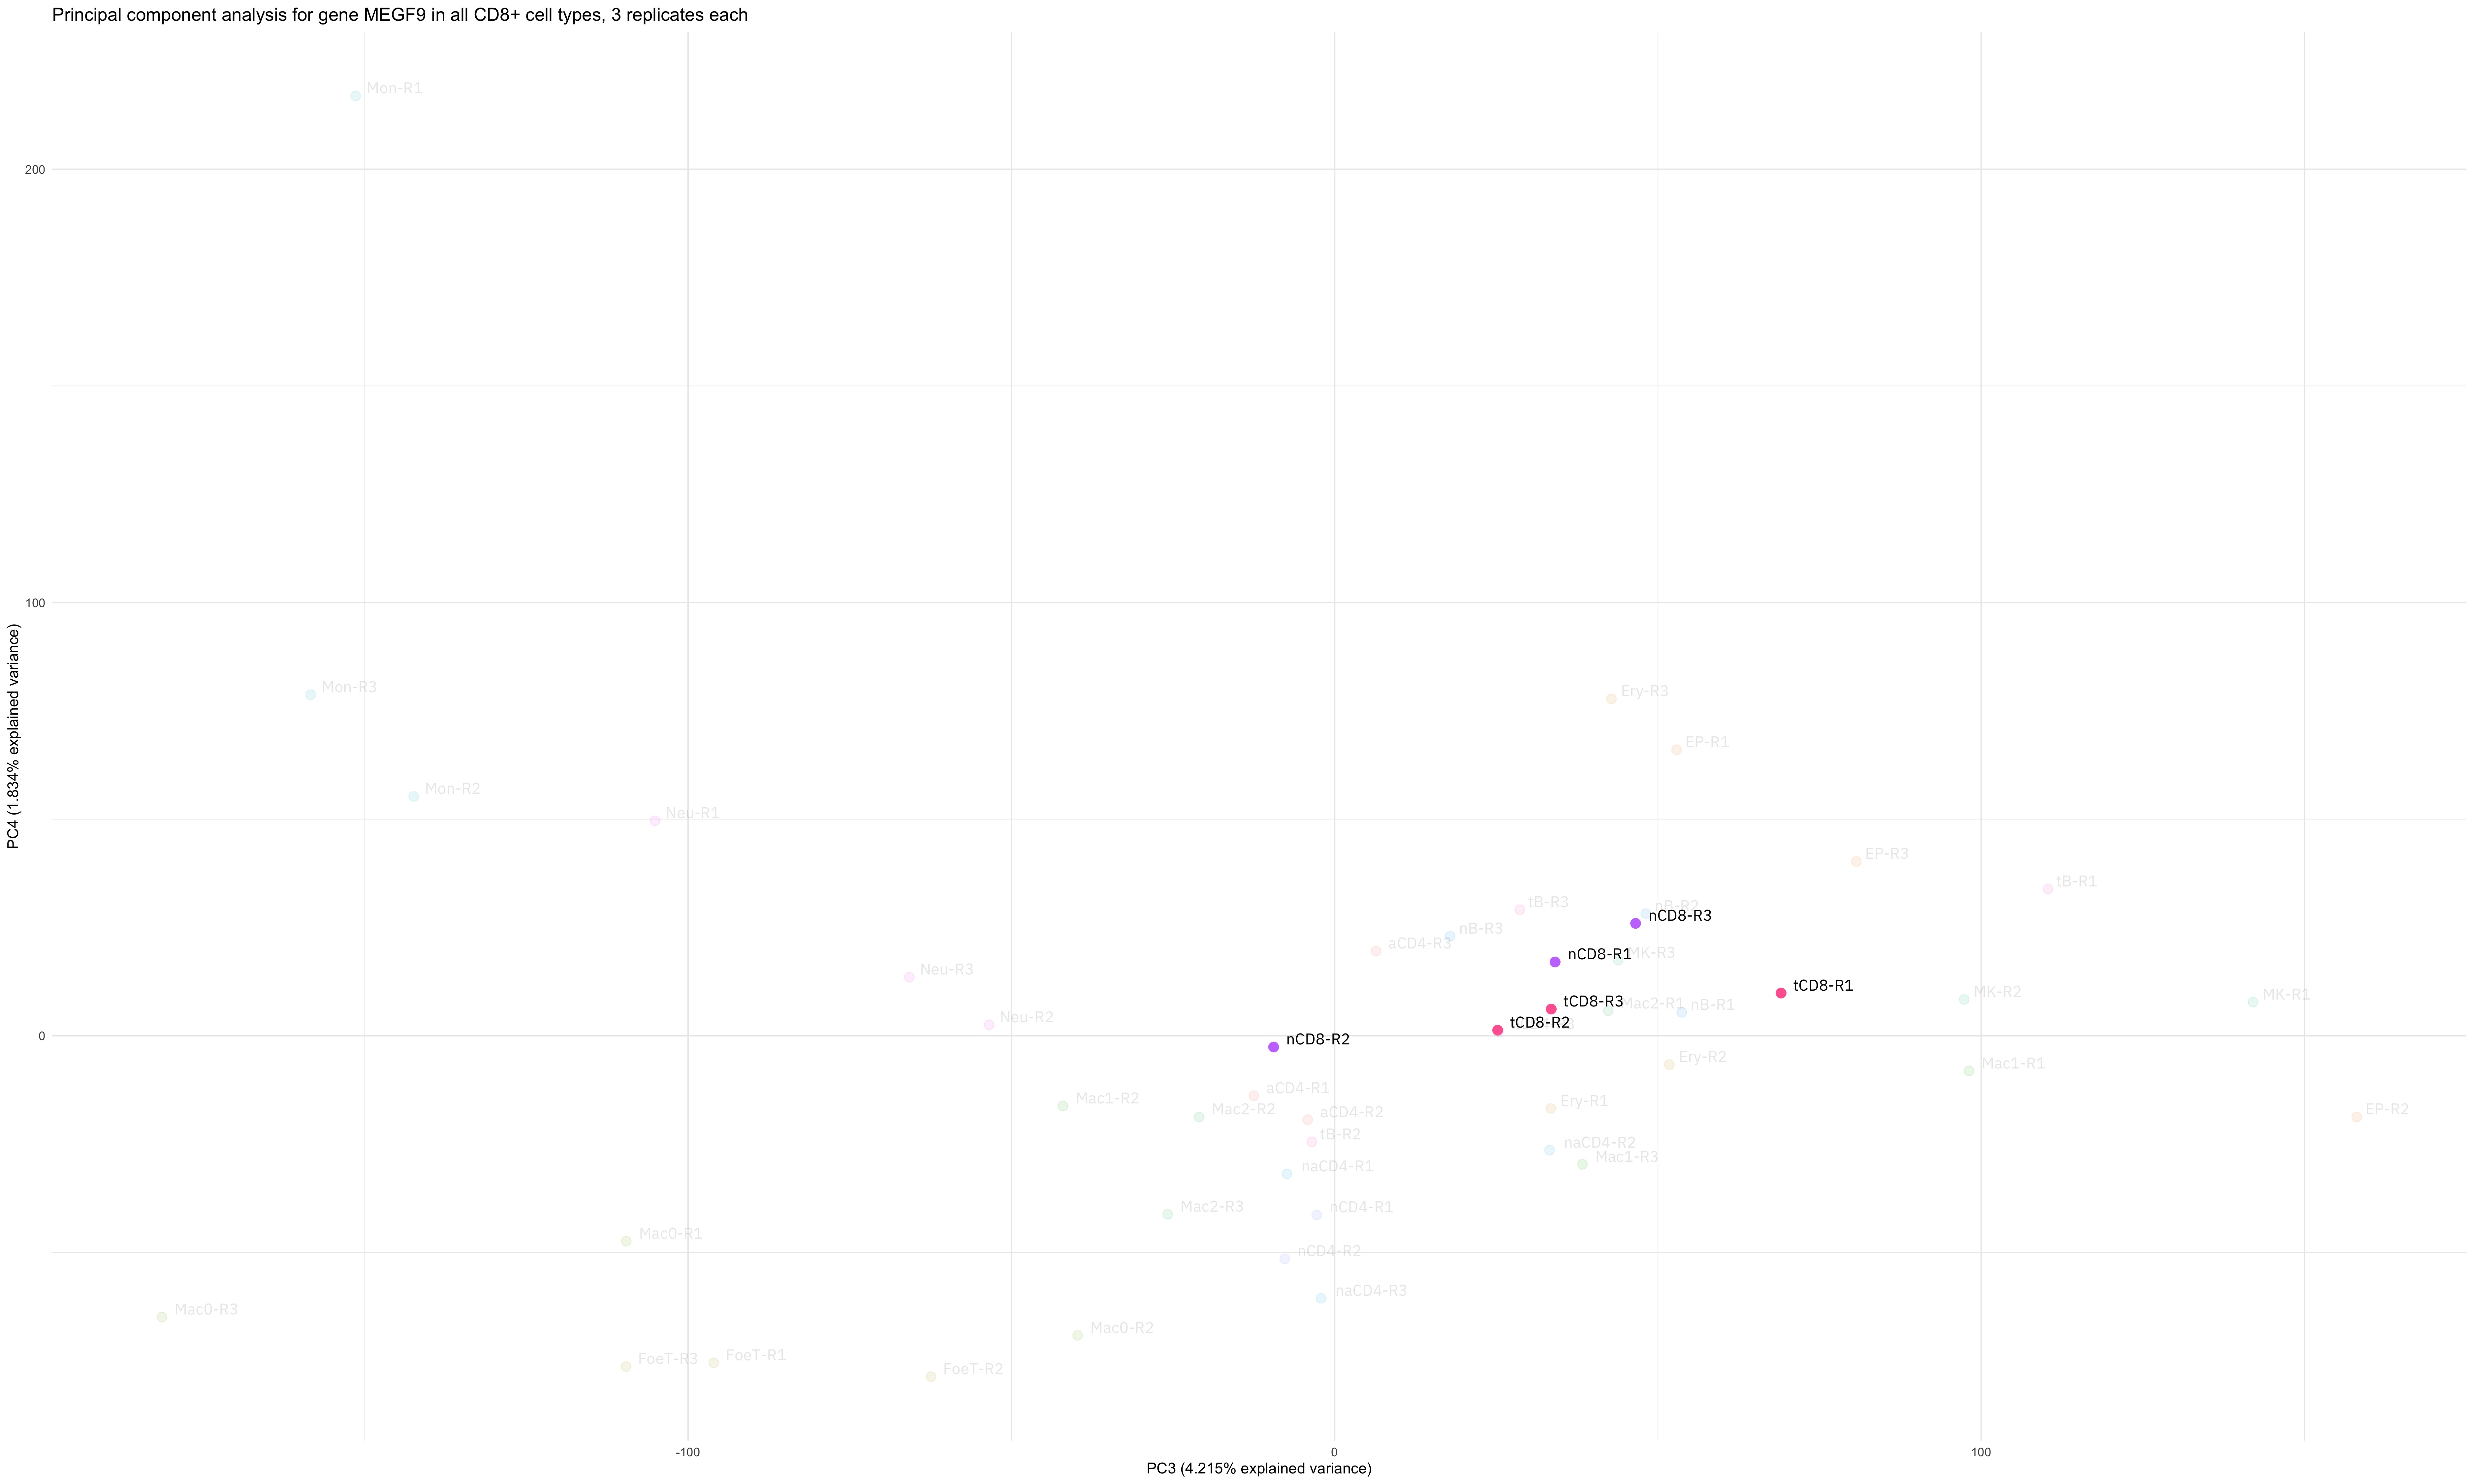 Principal component analysis for gene MEGF9 in all CD8+ cell types, 3 replicates each
Mon-R1
200
100
PC4 (1.834% explained variance)
Mon-R3
Ery-R3
EP-R1
Mon-R2
Neu-R1
EP-R3
tB-R1
tB-R3
nB-R2
nCD8-R3
nB-R3
aCD4-R3
nCD8-R1
MK-R3
Neu-R3
tCD8-R1
MK-R2
MK-R1
tCD8-R3
Mac2-R1
nB-R1
Neu-R2
tCD8-R2
0
nCD8-R2
Ery-R2
Mac1-R1
aCD4-R1
Mac1-R2
Mac2-R2
aCD4-R2
Ery-R1
EP-R2
tB-R2
naCD4-R2
Mac1-R3
naCD4-R1
Mac2-R3
nCD4-R1
Mac0-R1
nCD4-R2
naCD4-R3
Mac0-R3
Mac0-R2
FoeT-R3
FoeT-R1
FoeT-R2
-100
0
100
PC3 (4.215% explained variance)